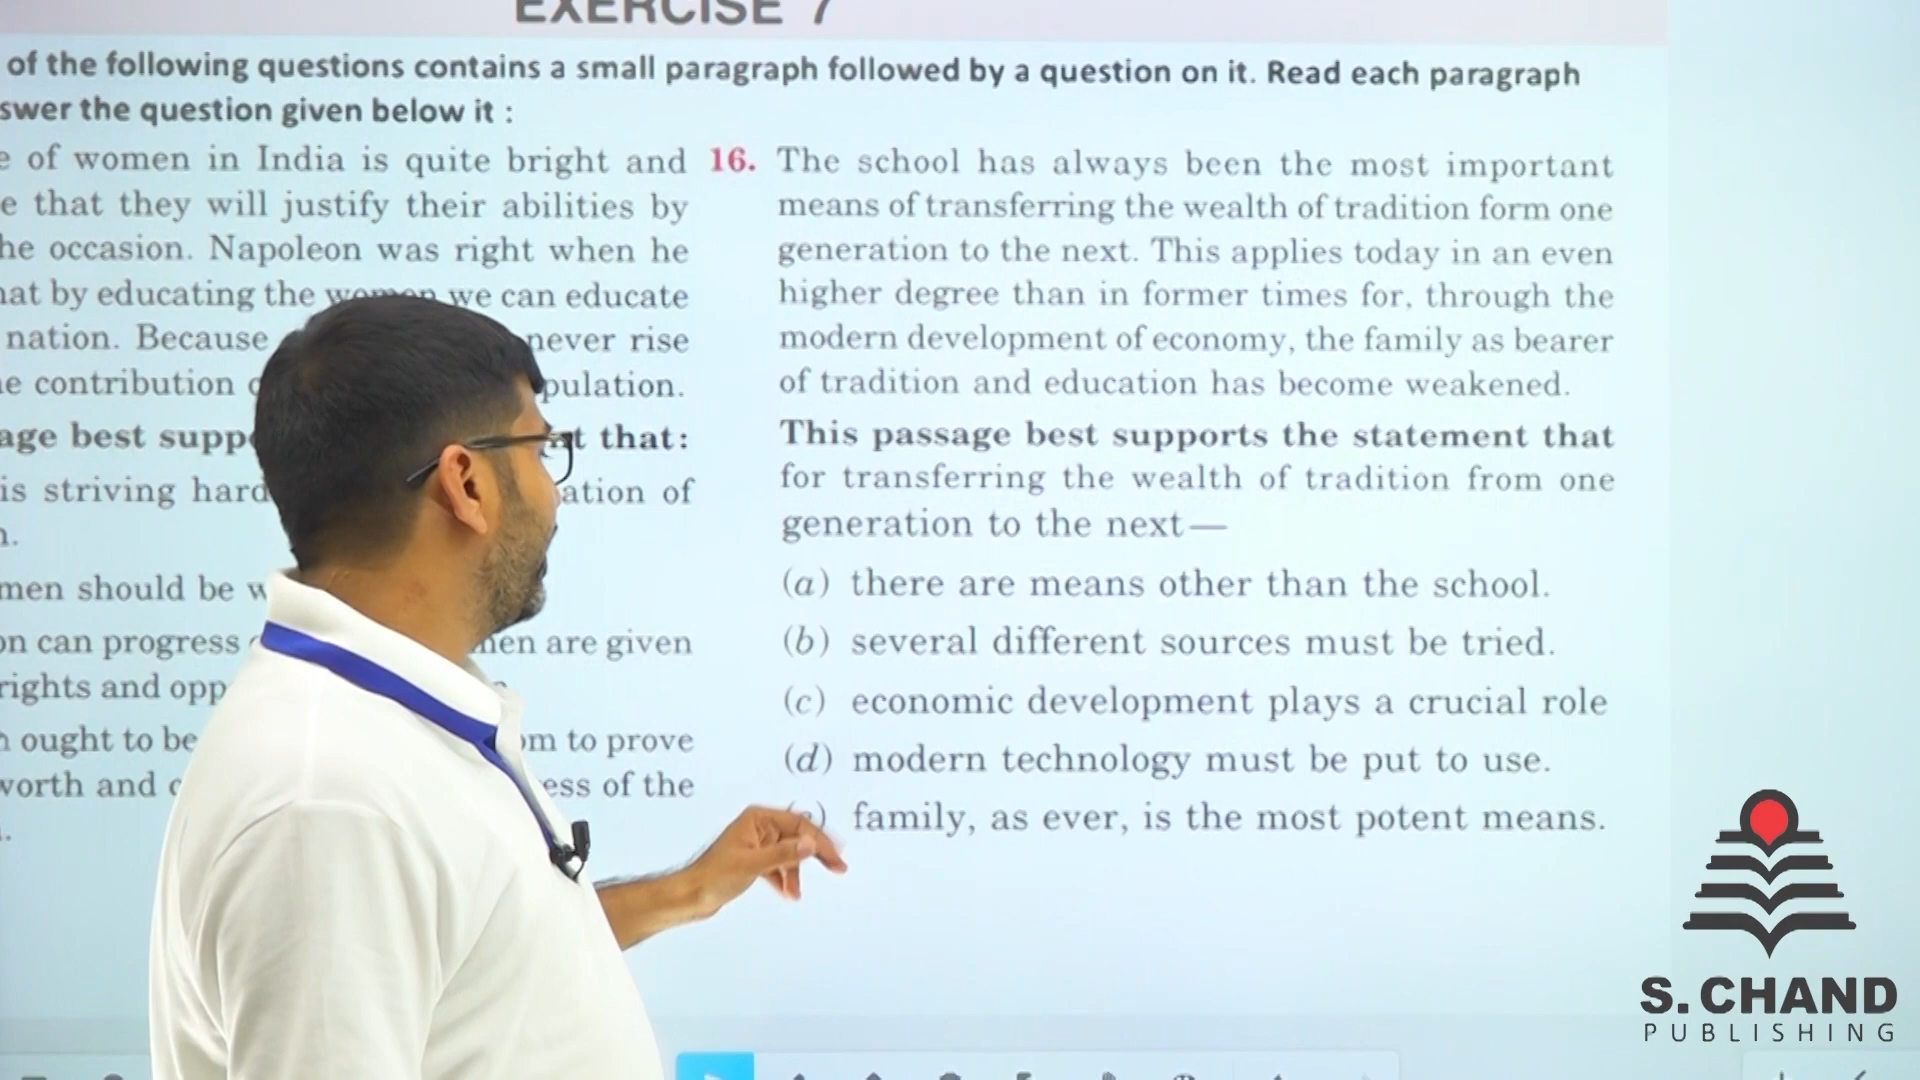 EXERCISE 7
of the following questions contains a small paragraph followed by a question on it. Read each paragraph
swer the question given below it :
e of women in India is quite bright and
e that they will justify their abilities by
he occasion. Napoleon was right when he
hat by educating the women we can educate
nation. Because never rise
e contribution pulation.
age best supp t that:
is striving hard ation of
n.
men should be w
on can progress men are given
rights and opp
ought to be om to prove
worth and c ess of the
16. The school has always been the most important
means of transferring the wealth of tradition form one
generation to the next. This applies today in an even
higher degree than in former times for, through the
modern development of economy, the family as bearer
of tradition and education has become weakened.
This passage best supports the statement that
for transferring the wealth of tradition from one
generation to the next—
(a) there are means other than the school.
(b) several different sources must be tried.
(c) economic development plays a crucial role
(d) modern technology must be put to use.
(e) family, as ever, is the most potent means.
S. CHAND
PUBLISHING